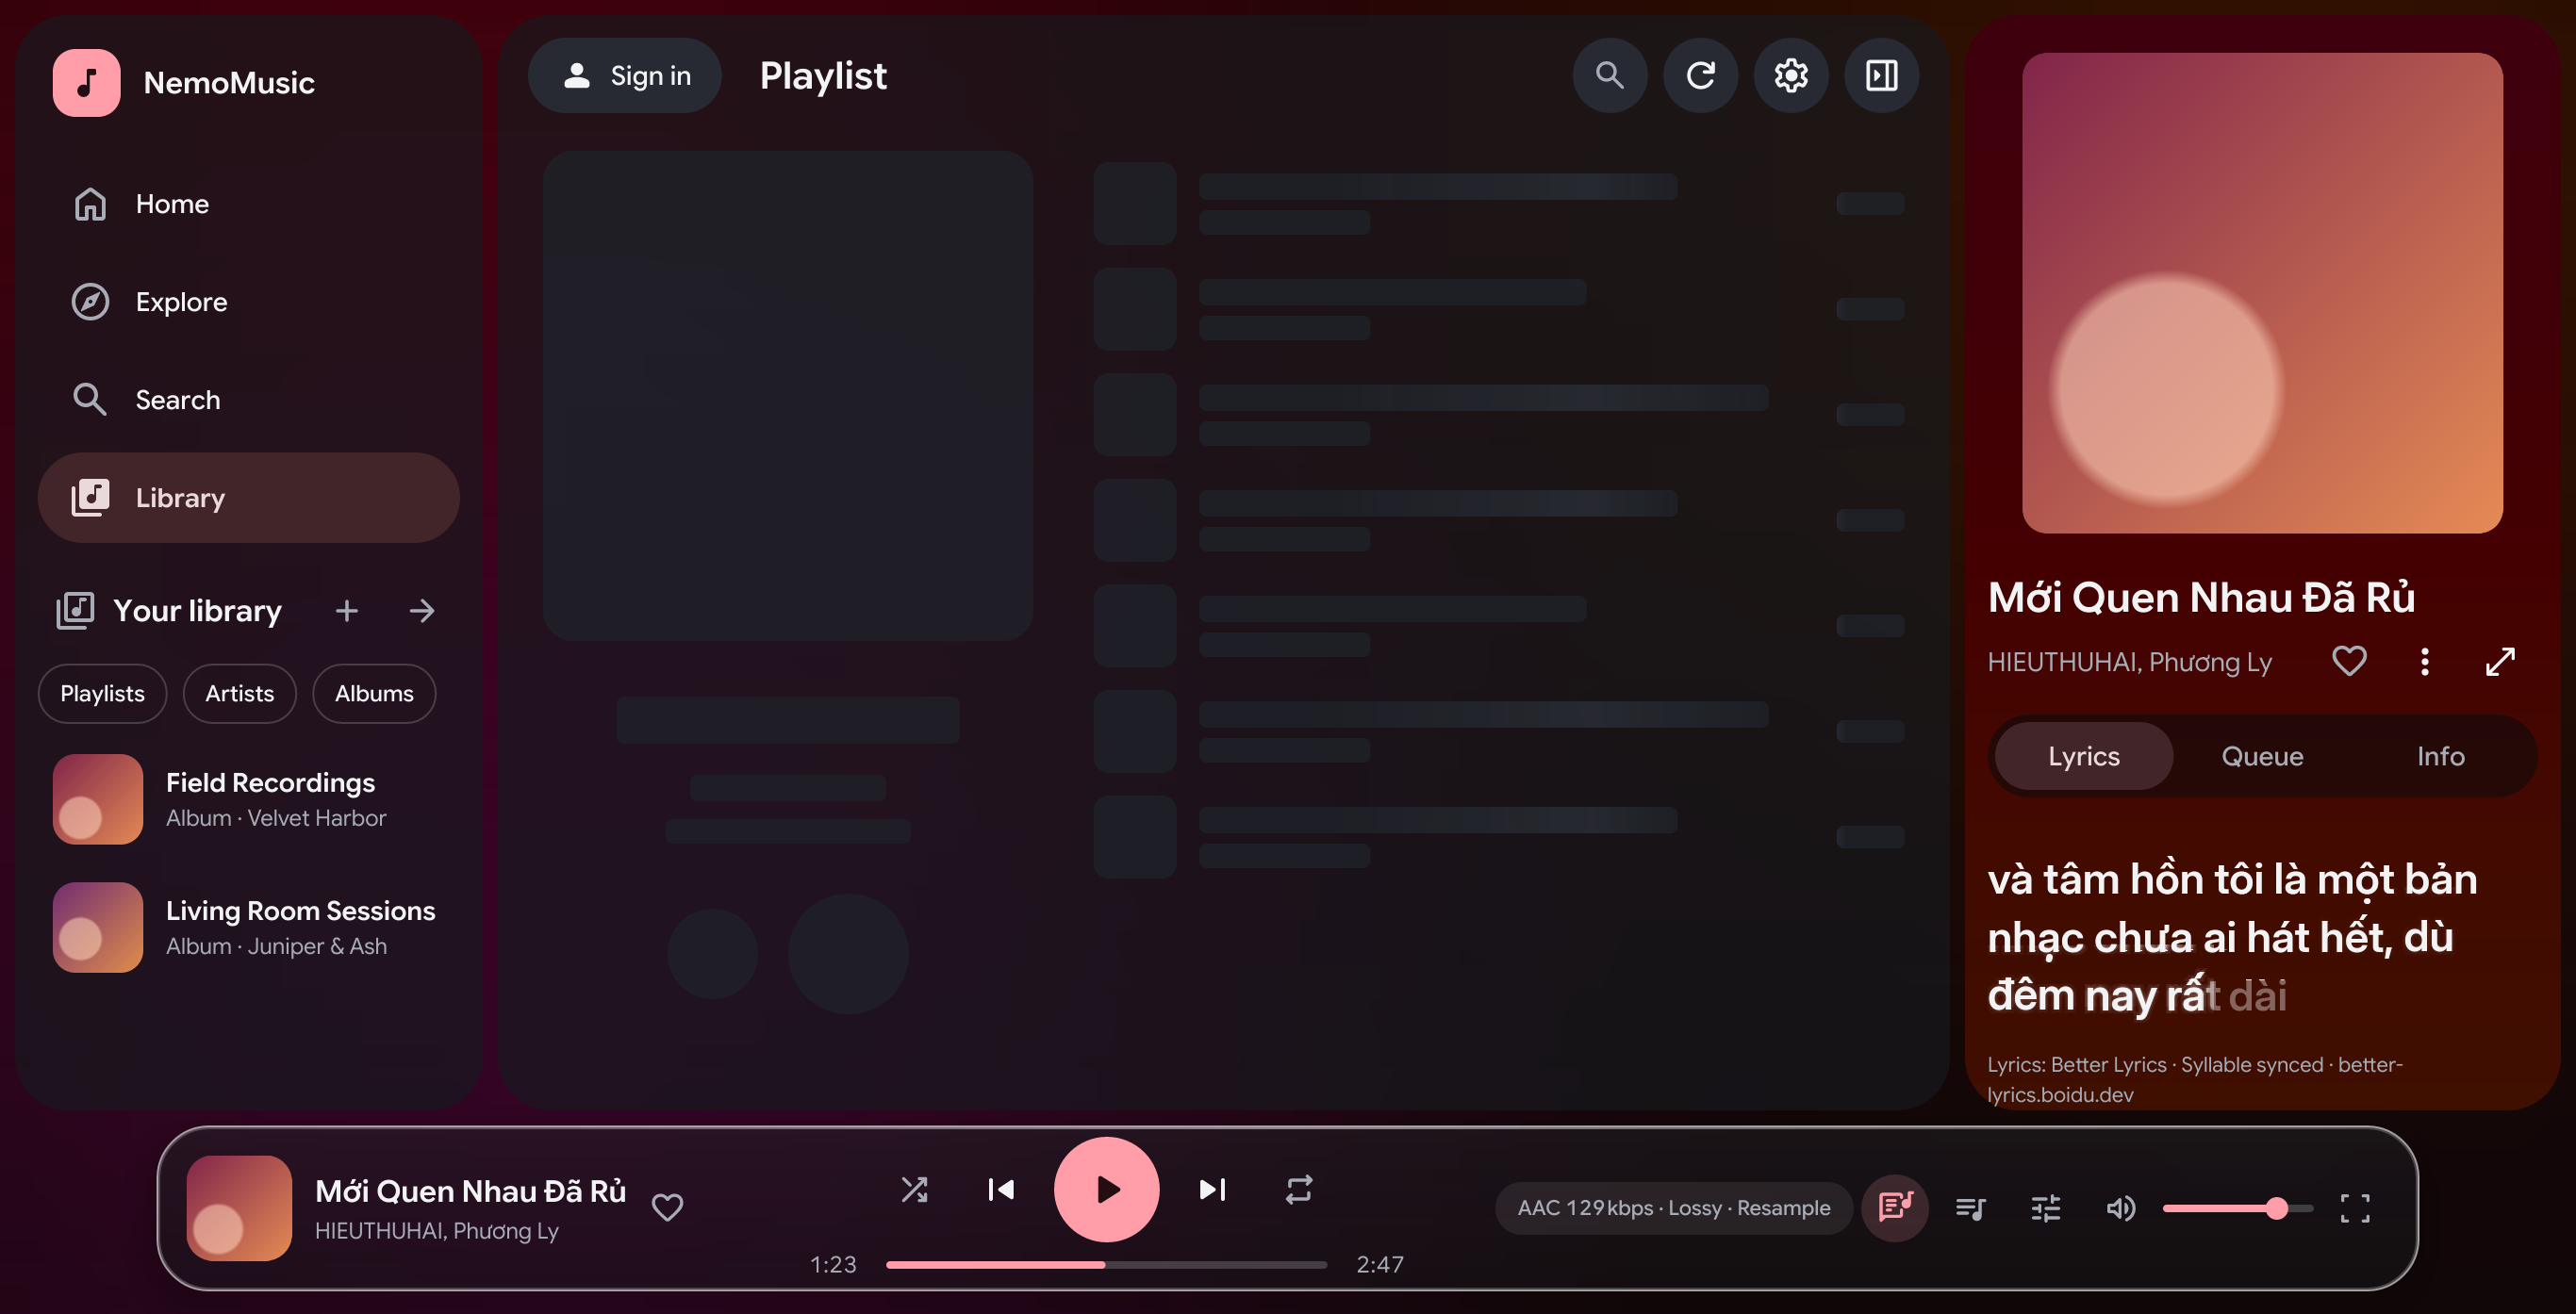 NemoMusic
Home
Explore
Search
Library
Your library
Playlists
Artists
Albums
Field Recordings
Album · Velvet Harbor
Living Room Sessions
Album · Juniper & Ash
Sign in
Playlist
Mới Quen Nhau Đã Rủ
HIEUTHUHAI, Phương Ly
Lyrics
Queue
Info
và tâm hồn tôi là một bản
nhạc chưa ai hát hết, dù
đêm nay rất dài
Lyrics: Better Lyrics · Syllable synced · better-
lyrics.boidu.dev
Mới Quen Nhau Đã Rủ
HIEUTHUHAI, Phương Ly
1:23
2:47
AAC 129 kbps · Lossy · Resample